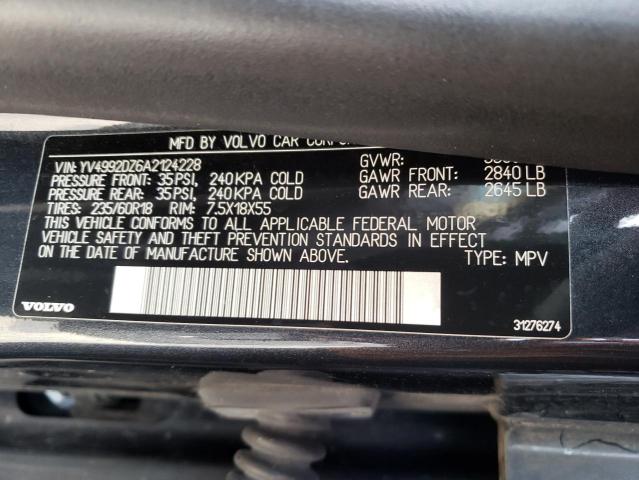 MFD BY VOLVO CAR
VIN: YV4992DZ6A2124228 GVWR:
PRESSURE FRONT: 35PSI, 240KPA COLD GAWR FRONT: 2840 LB
PRESSURE REAR: 35PSI, 240KPA COLD GAWR REAR: 2645 LB
TIRES: 235/60R18 RIM: 7.5X18X55
THIS VEHICLE CONFORMS TO ALL APPLICABLE FEDERAL MOTOR
VEHICLE SAFETY AND THEFT PREVENTION STANDARDS IN EFFECT
ON THE DATE OF MANUFACTURE SHOWN ABOVE. TYPE: MPV
VOLVO 31276274